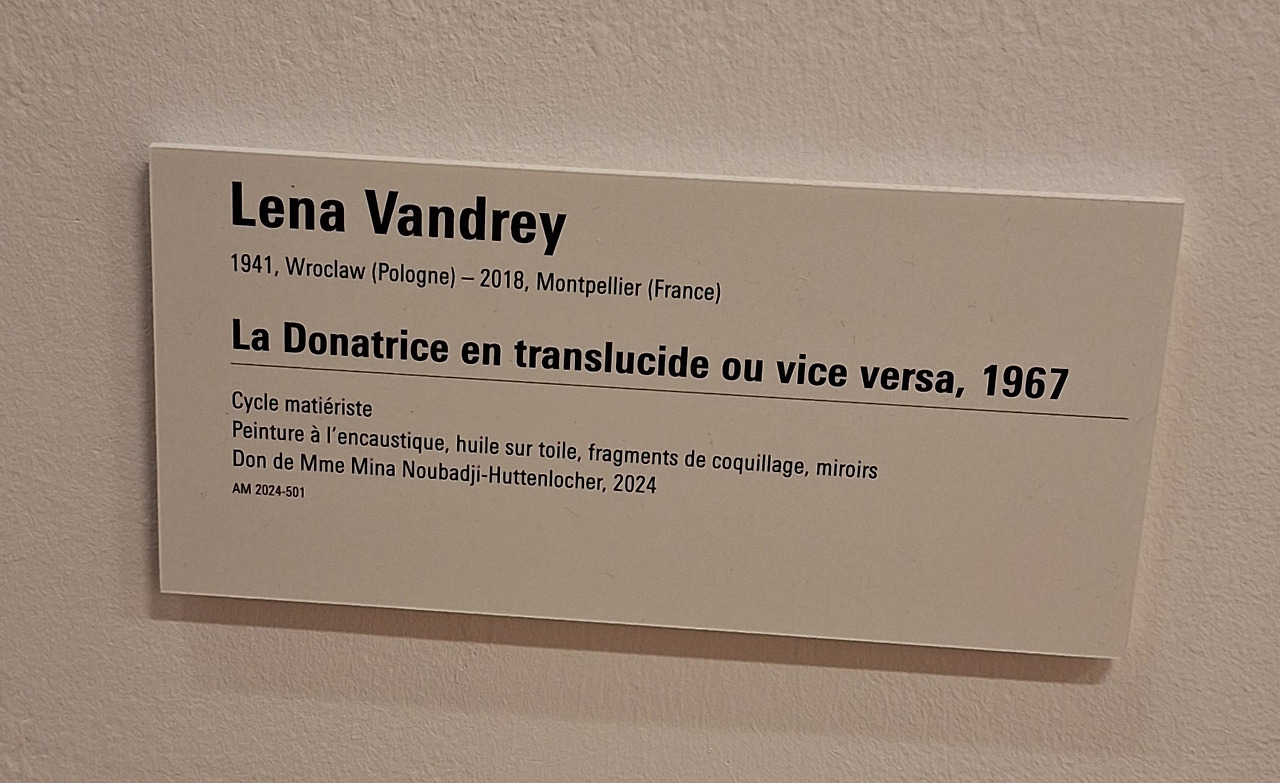 Lena Vandrey
1941, Wroclaw (Pologne) – 2018, Montpellier (France)
La Donatrice en translucide ou vice versa, 1967
Cycle matiériste
Peinture à l'encaustique, huile sur toile, fragments de coquillage, miroirs
Don de Mme Mina Noubadji-Huttenlocher, 2024
AM 2024-501